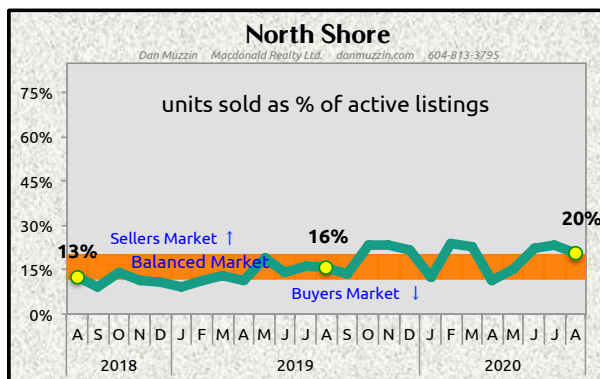 North Shore
Dan Muzzin Macdonald Realty Ltd. danmuzzin.com 604-813-3795
units sold as % of active listings
75%
60%
45%
30%
15%
0%
13%
16%
20%
Sellers Market ↑
Balanced Market
Buyers Market ↓
A S O N D J F M A M J J A S O N D J F M A M J J A
2018 2019 2020